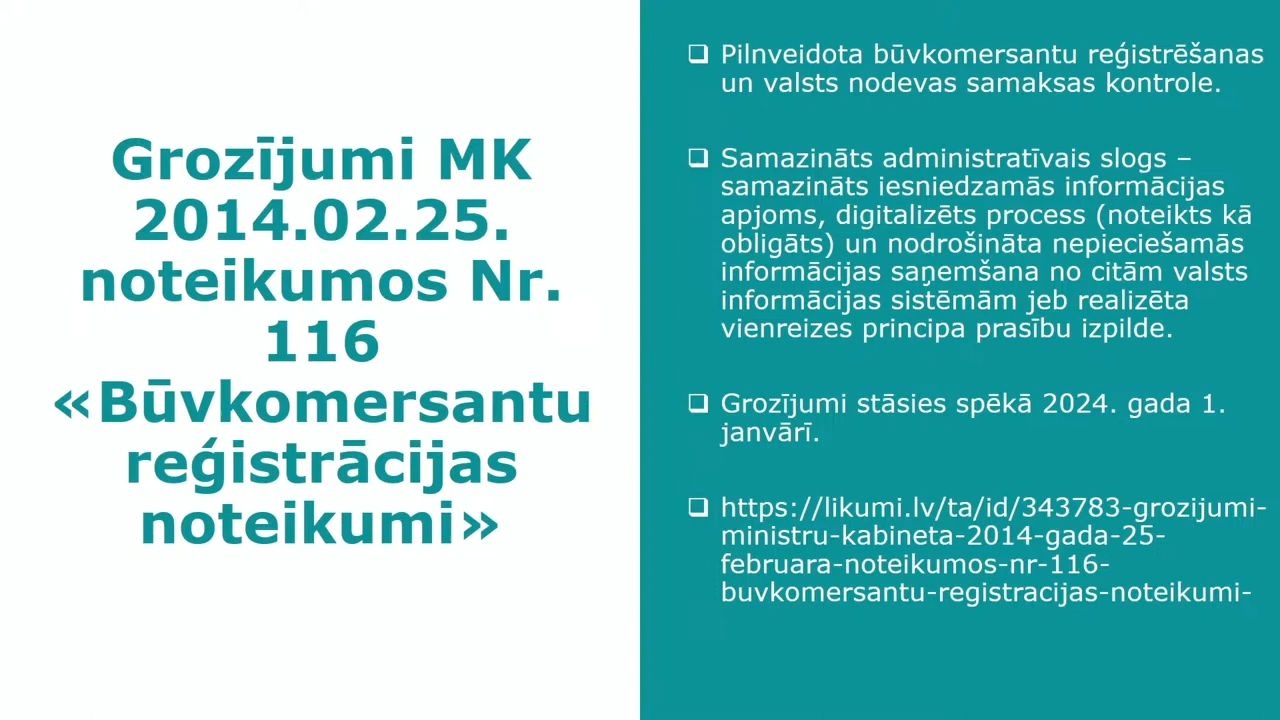 Grozījumi MK
2014.02.25.
noteikumos Nr.
116
«Būvkomersantu
reģistrācijas
noteikumi»
❑ Pilnveidota būvkomersantu reģistrēšanas
un valsts nodevas samaksas kontrole.
❑ Samazināts administratīvais slogs –
samazināts iesniedzamās informācijas
apjoms, digitalizēts process (noteikts kā
obligāts) un nodrošināta nepieciešamās
informācijas saņemšana no citām valsts
informācijas sistēmām jeb realizēta
vienreizes principa prasību izpilde.
❑ Grozījumi stāsies spēkā 2024. gada 1.
janvārī.
❑ https://likumi.lv/ta/id/343783-grozijumi-
ministru-kabineta-2014-gada-25-
februara-noteikumos-nr-116-
buvkomersantu-registracijas-noteikumi-